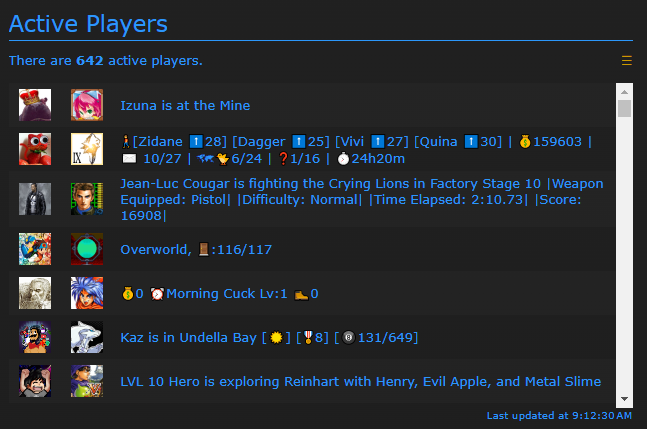 Active Players
There are 642 active players.
Izuna is at the Mine
🚶[Zidane ⬆️28] [Dagger ⬆️25] [Vivi ⬆️27] [Quina ⬆️30] | 💰159603 |
✉️ 10/27 | 🗺️🐤6/24 | ❓1/16 | ⏱️24h20m
IX
Jean-Luc Cougar is fighting the Crying Lions in Factory Stage 10 |Weapon
Equipped: Pistol| |Difficulty: Normal| |Time Elapsed: 2:10.73| |Score:
16908|
Overworld, 🚪:116/117
💰0 ⏰Morning Cuck Lv:1 🥾0
Kaz is in Undella Bay [☀️] [🎖️8] [🎱131/649]
LVL 10 Hero is exploring Reinhart with Henry, Evil Apple, and Metal Slime
Last updated at 9:12:30 AM